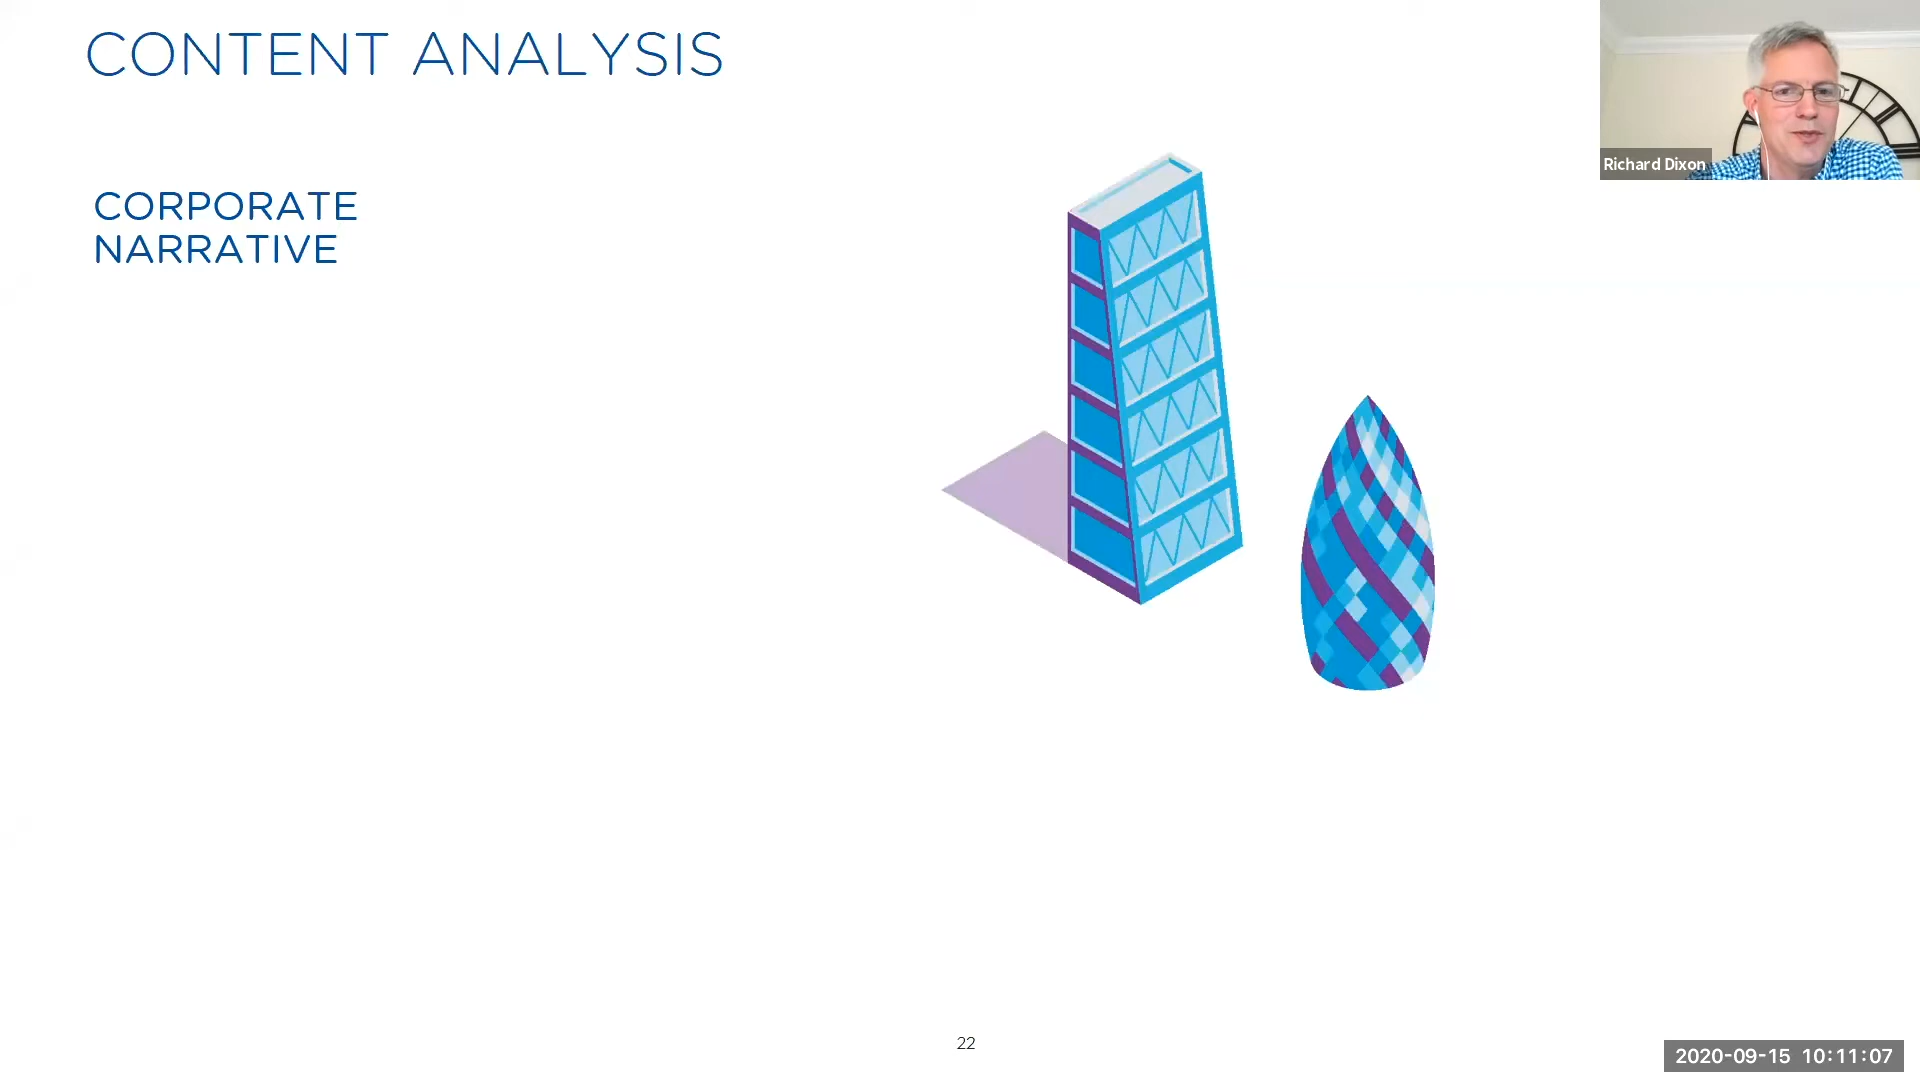 CONTENT ANALYSIS
Richard Dixon
CORPORATE
NARRATIVE
22
2020-09-15 10:11:07